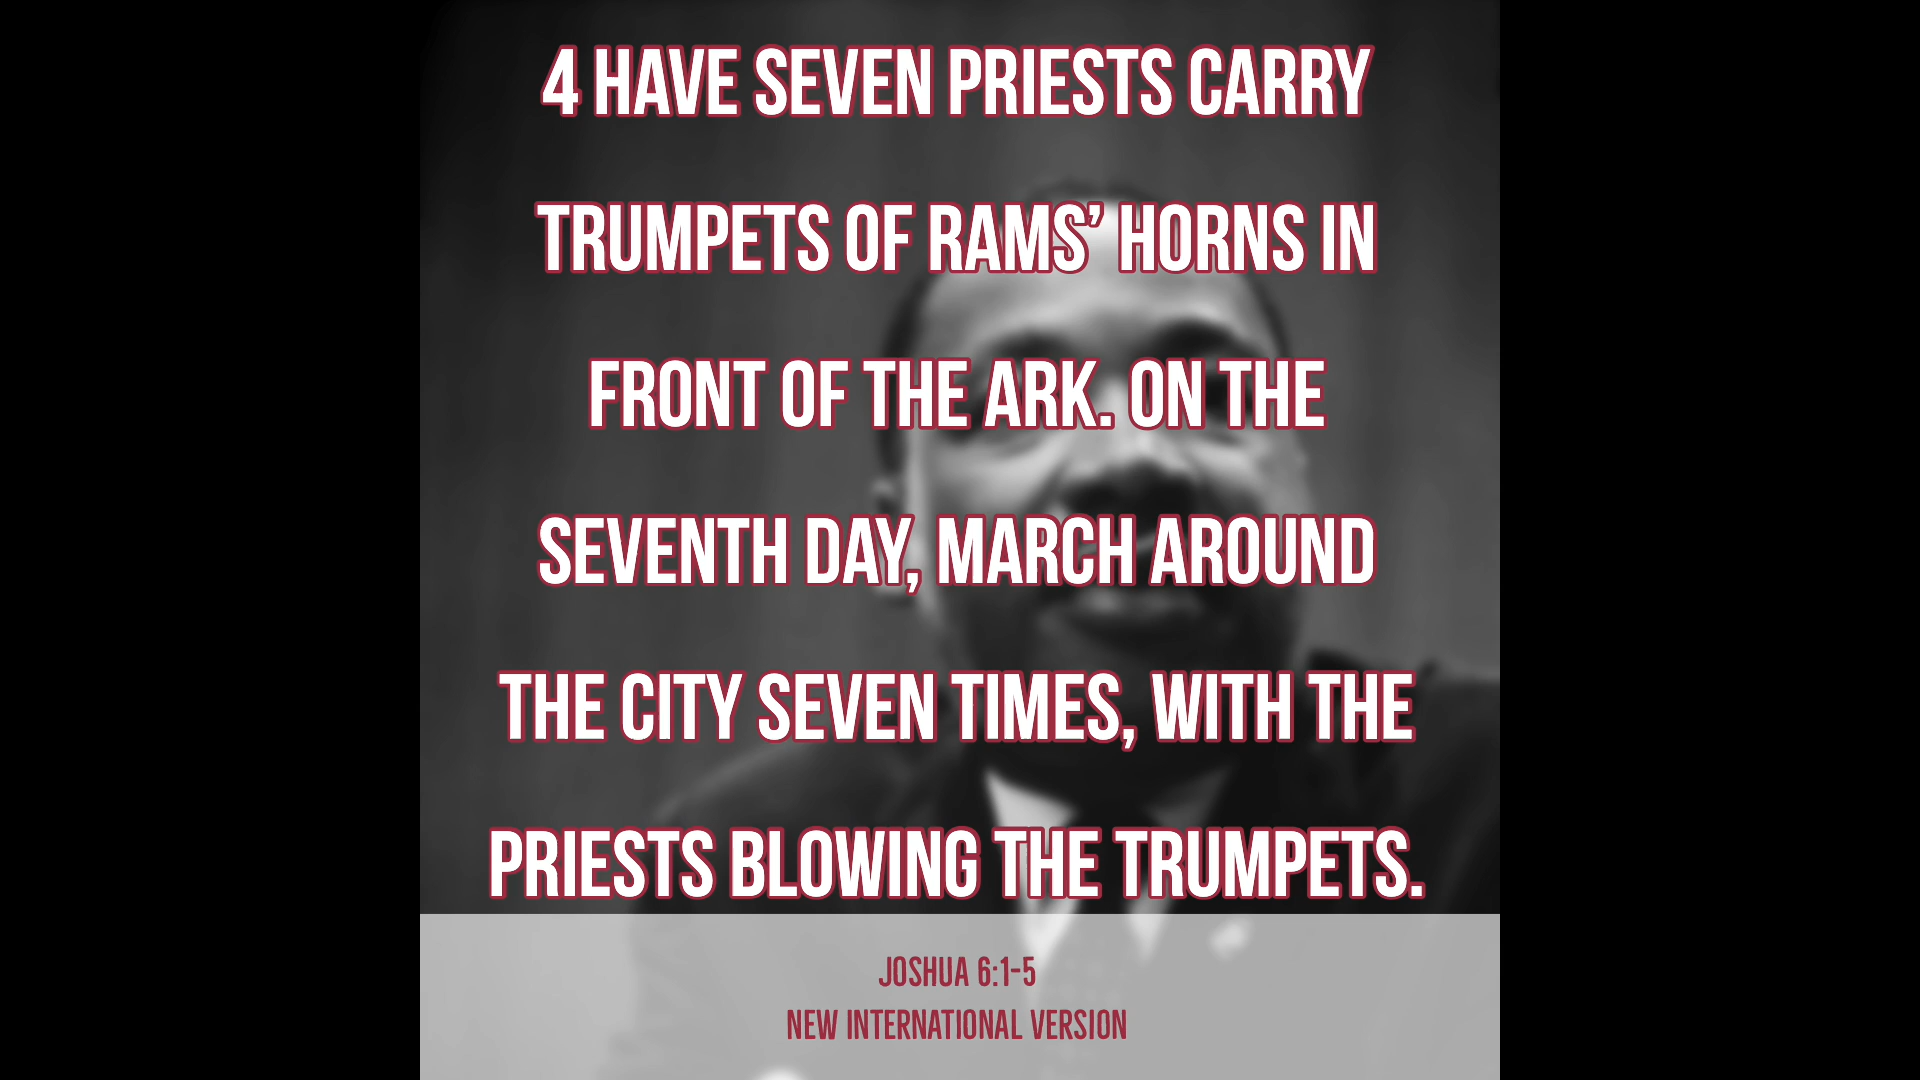 4 HAVE SEVEN PRIESTS CARRY
TRUMPETS OF RAMS’ HORNS IN
FRONT OF THE ARK. ON THE
SEVENTH DAY, MARCH AROUND
THE CITY SEVEN TIMES, WITH THE
PRIESTS BLOWING THE TRUMPETS.
JOSHUA 6:1-5
NEW INTERNATIONAL VERSION